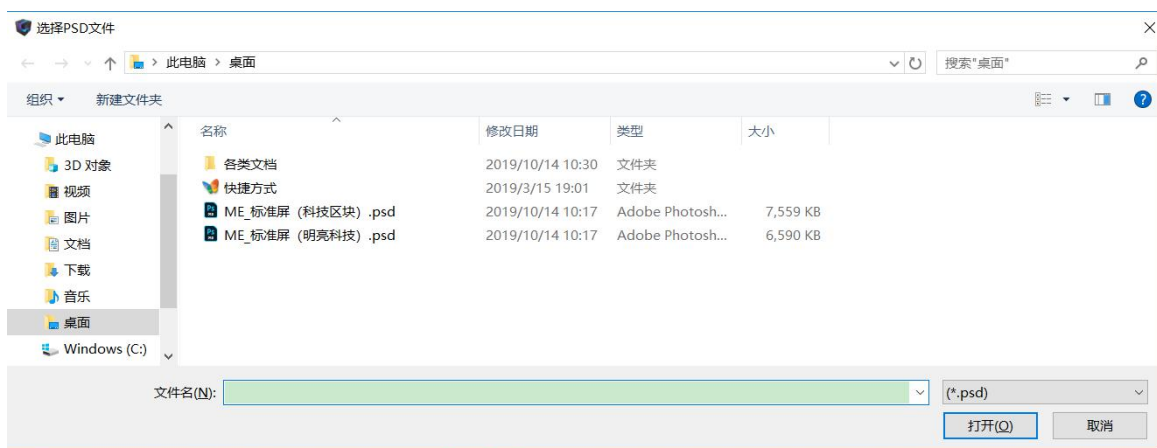 选择PSD文件
此电脑 > 桌面
搜索"桌面"
组织 新建文件夹
名称 修改日期 类型 大小
此电脑
3D 对象
视频
图片
文档
下载
音乐
桌面
Windows (C:)
各类文档 2019/10/14 10:30 文件夹
快捷方式 2019/3/15 19:01 文件夹
ME_标准屏（科技区块）.psd 2019/10/14 10:17 Adobe Photosh... 7,559 KB
ME_标准屏（明亮科技）.psd 2019/10/14 10:17 Adobe Photosh... 6,590 KB
文件名(N): (*.psd)
打开(O) 取消